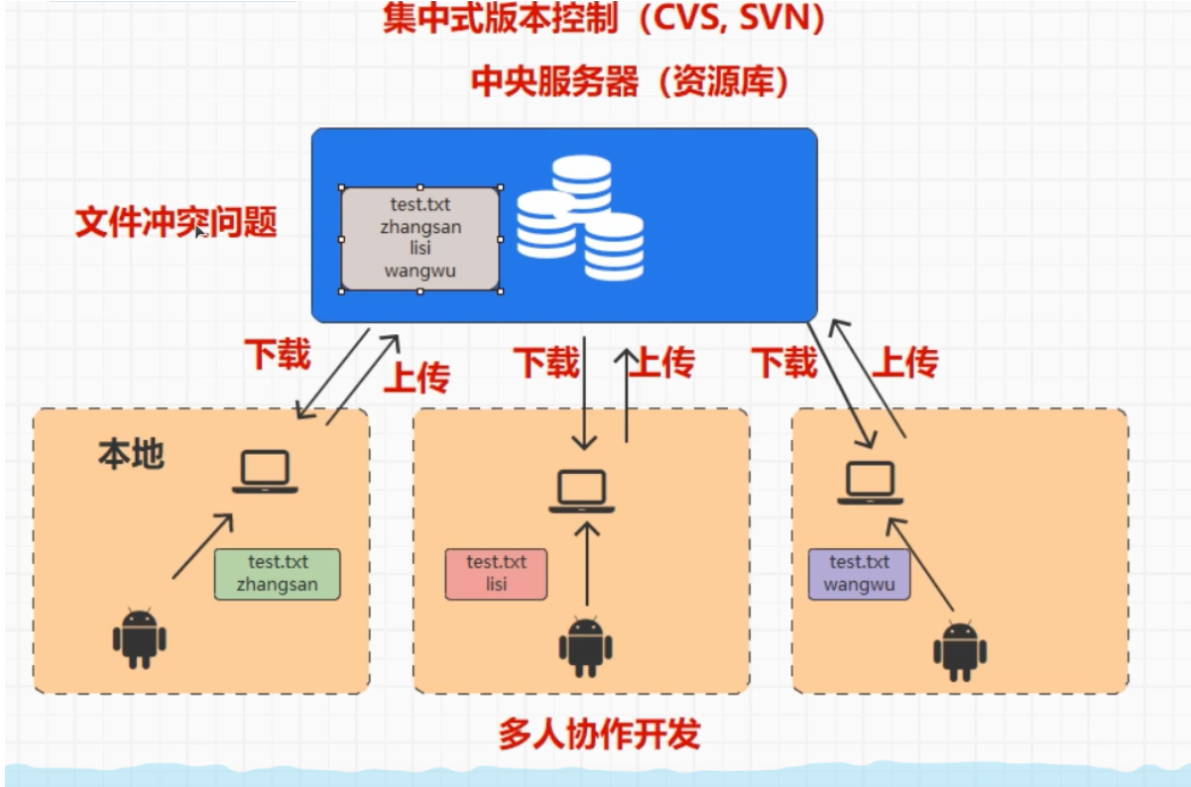 集中式版本控制（CVS, SVN）
中央服务器（资源库）
文件冲突问题
test.txt
zhangsan
lisi
wangwu
下载
上传
下载
上传
下载
上传
本地
test.txt
zhangsan
test.txt
lisi
test.txt
wangwu
多人协作开发